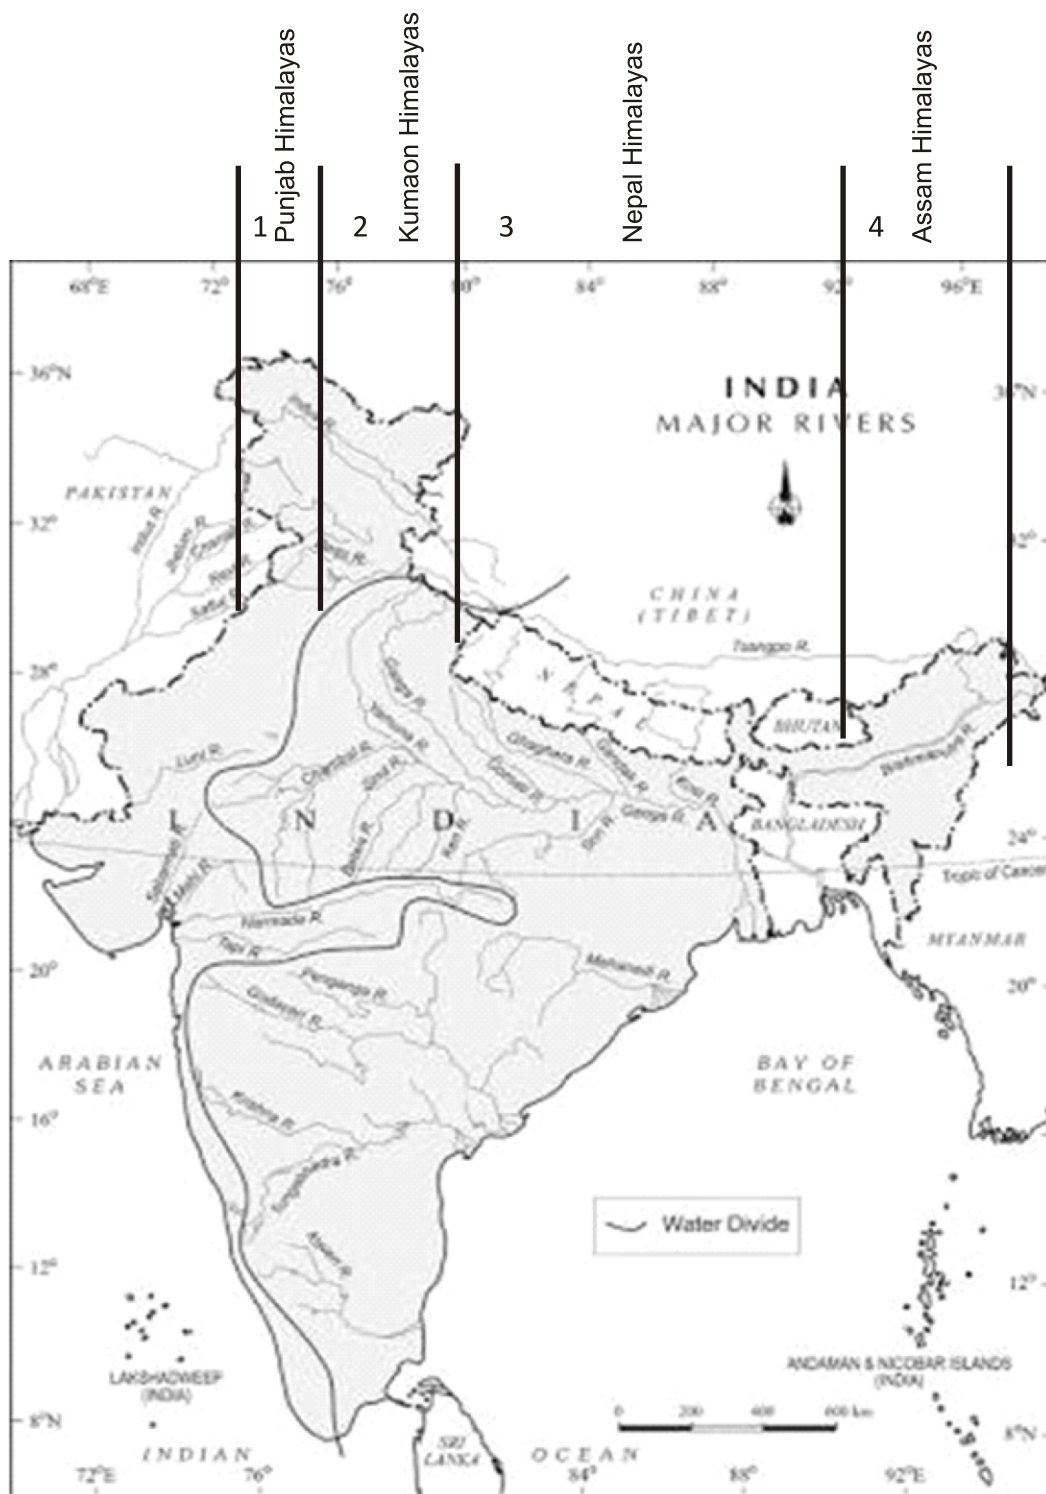 Punjab Himalayas
Kumaon Himalayas
Nepal Himalayas
Assam Himalayas
1
2
3
4
68°E
72°
76°
80°
84°
88°
92°
96°E
36°N
INDIA
MAJOR RIVERS
Indus R.
PAKISTAN
32°
Indus R.
Jhelum R.
Chenab R.
Ravi R.
Satluj R.
CHINA
(TIBET)
Tsangpo R.
28°
NEPAL
BHUTAN
Ganga R.
Yamuna R.
Ghaghara R.
Gandak R.
Gomti R.
Kosi R.
Brahmaputra R.
Luni R.
Chambal R.
Sind R.
Betwa R.
Ken R.
Son R.
Ganga R.
INDIA
BANGLADESH
24°
Sabarmati R.
Mahi R.
Tropic of Cancer
Narmada R.
Tapi R.
MYANMAR
20°
20°
Mahanadi R.
Penganga R.
Godavari R.
ARABIAN
SEA
BAY OF
BENGAL
16°
Krishna R.
Tungabhadra R.
Water Divide
12°
12°
LAKSHADWEEP
(INDIA)
ANDAMAN & NICOBAR ISLANDS
(INDIA)
0
200
400
600 km
8°N
8°N
INDIAN
OCEAN
SRI
LANKA
72°E
76°
84°
88°
92°E